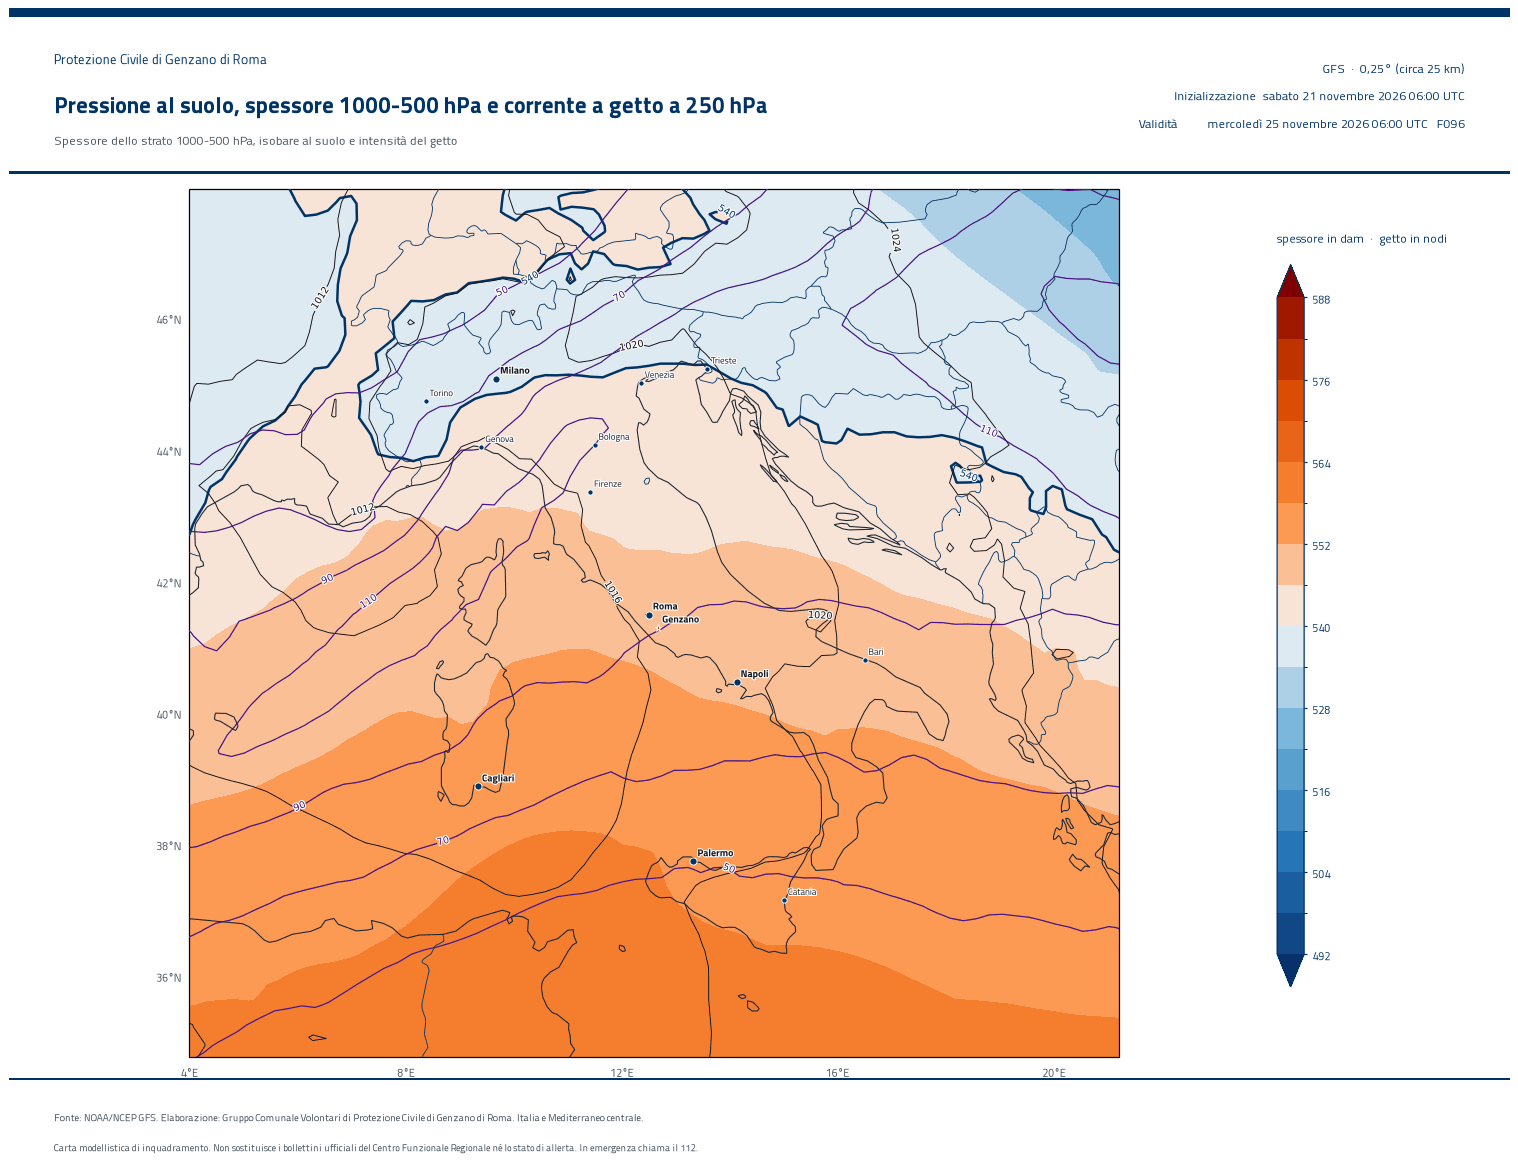 Protezione Civile di Genzano di Roma
Pressione al suolo, spessore 1000-500 hPa e corrente a getto a 250 hPa
Spessore dello strato 1000-500 hPa, isobare al suolo e intensità del getto
GFS · 0,25° (circa 25 km)
Inizializzazione sabato 21 novembre 2026 06:00 UTC
Validità mercoledì 25 novembre 2026 06:00 UTC F096
spessore in dam · getto in nodi
588
576
564
552
540
528
516
504
492
46°N
44°N
42°N
40°N
38°N
36°N
4°E
8°E
12°E
16°E
20°E
540
1024
540
50
70
1012
1020
Trieste
Venezia
Milano
Torino
110
Genova
Bologna
540
Firenze
1012
90
110
1016
Roma
Genzano
1020
Bari
Napoli
Cagliari
90
70
Palermo
50
Catania
Fonte: NOAA/NCEP GFS. Elaborazione: Gruppo Comunale Volontari di Protezione Civile di Genzano di Roma. Italia e Mediterraneo centrale.
Carta modellistica di inquadramento. Non sostituisce i bollettini ufficiali del Centro Funzionale Regionale né lo stato di allerta. In emergenza chiama il 112.